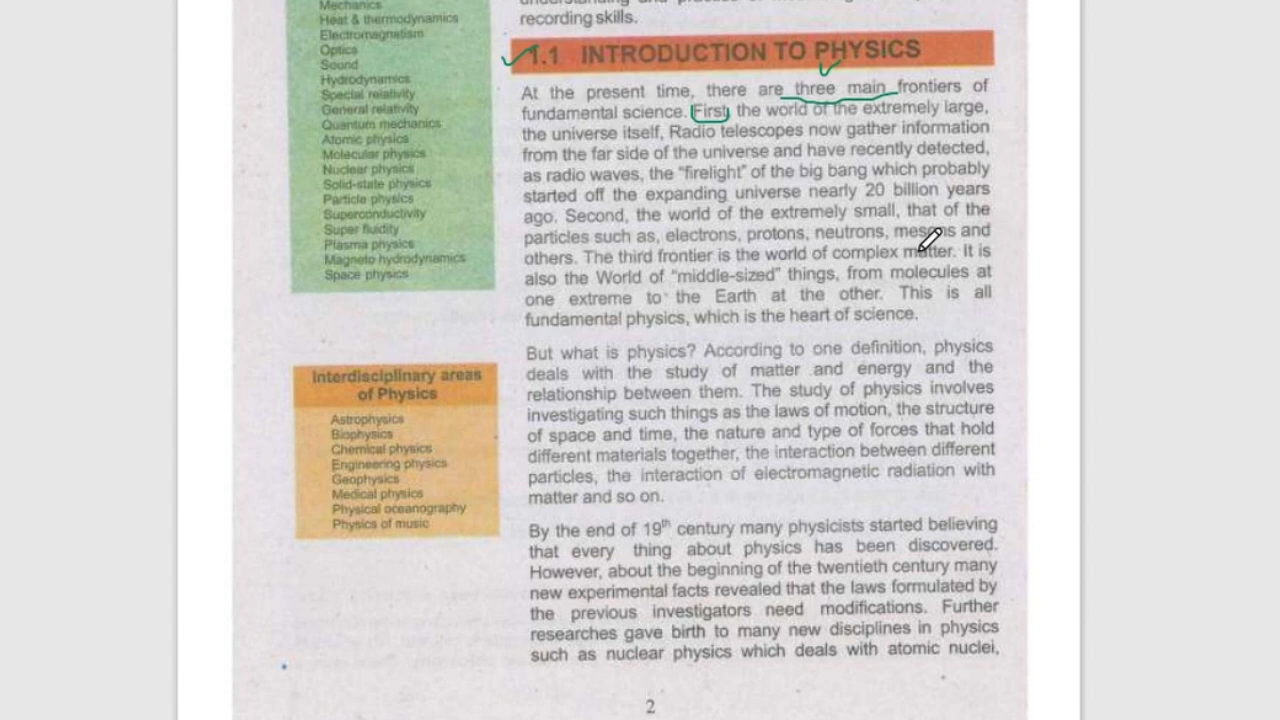 Mechanics
Heat & thermodynamics
Electromagnetism
Optics
Sound
Hydrodynamics
Special relativity
General relativity
Quantum mechanics
Atomic physics
Molecular physics
Nuclear physics
Solid-state physics
Particle physics
Superconductivity
Super fluidity
Plasma physics
Magneto hydrodynamics
Space physics
Interdisciplinary areas
of Physics
Astrophysics
Biophysics
Chemical physics
Engineering physics
Geophysics
Medical physics
Physical oceanography
Physics of music
recording skills.
1.1 INTRODUCTION TO PHYSICS
At the present time, there are three main frontiers of
fundamental science. First, the world of the extremely large,
the universe itself, Radio telescopes now gather information
from the far side of the universe and have recently detected,
as radio waves, the "firelight" of the big bang which probably
started off the expanding universe nearly 20 billion years
ago. Second, the world of the extremely small, that of the
particles such as, electrons, protons, neutrons, mesons and
others. The third frontier is the world of complex matter. It is
also the World of "middle-sized" things, from molecules at
one extreme to the Earth at the other. This is all
fundamental physics, which is the heart of science.
But what is physics? According to one definition, physics
deals with the study of matter and energy and the
relationship between them. The study of physics involves
investigating such things as the laws of motion, the structure
of space and time, the nature and type of forces that hold
different materials together, the interaction between different
particles, the interaction of electromagnetic radiation with
matter and so on.
By the end of 19th century many physicists started believing
that every thing about physics has been discovered.
However, about the beginning of the twentieth century many
new experimental facts revealed that the laws formulated by
the previous investigators need modifications. Further
researches gave birth to many new disciplines in physics
such as nuclear physics which deals with atomic nuclei,
2